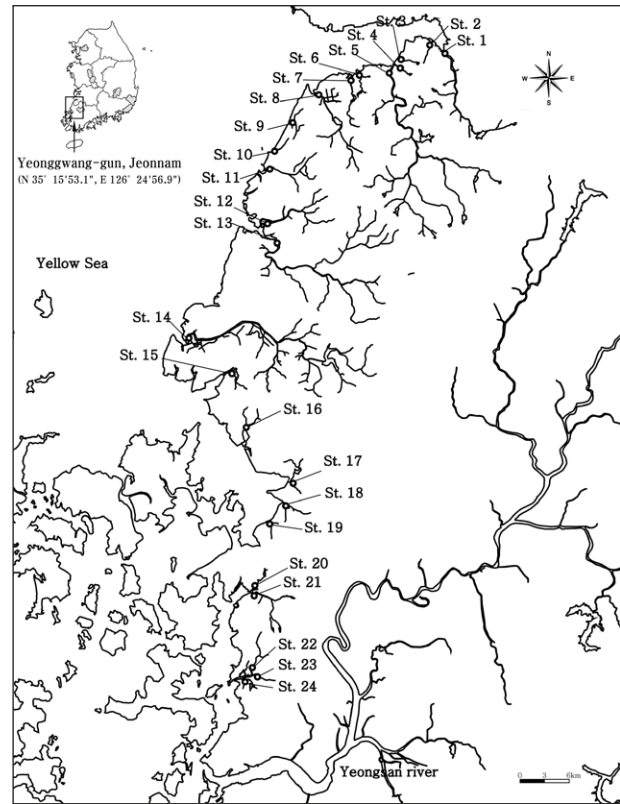 St. 3
St. 2
St. 4
St. 1
St. 5
St. 6
St. 7
St. 8
N
W
E
S
St. 9
St. 10
Yeonggwang-gun, Jeonnam
(N 35° 15'53.1", E 126° 24'56.9")
St. 11
St. 12
St. 13
Yellow Sea
St. 14
St. 15
St. 16
St. 17
St. 18
St. 19
St. 20
St. 21
St. 22
St. 23
St. 24
Yeongsan river
0 3 6km